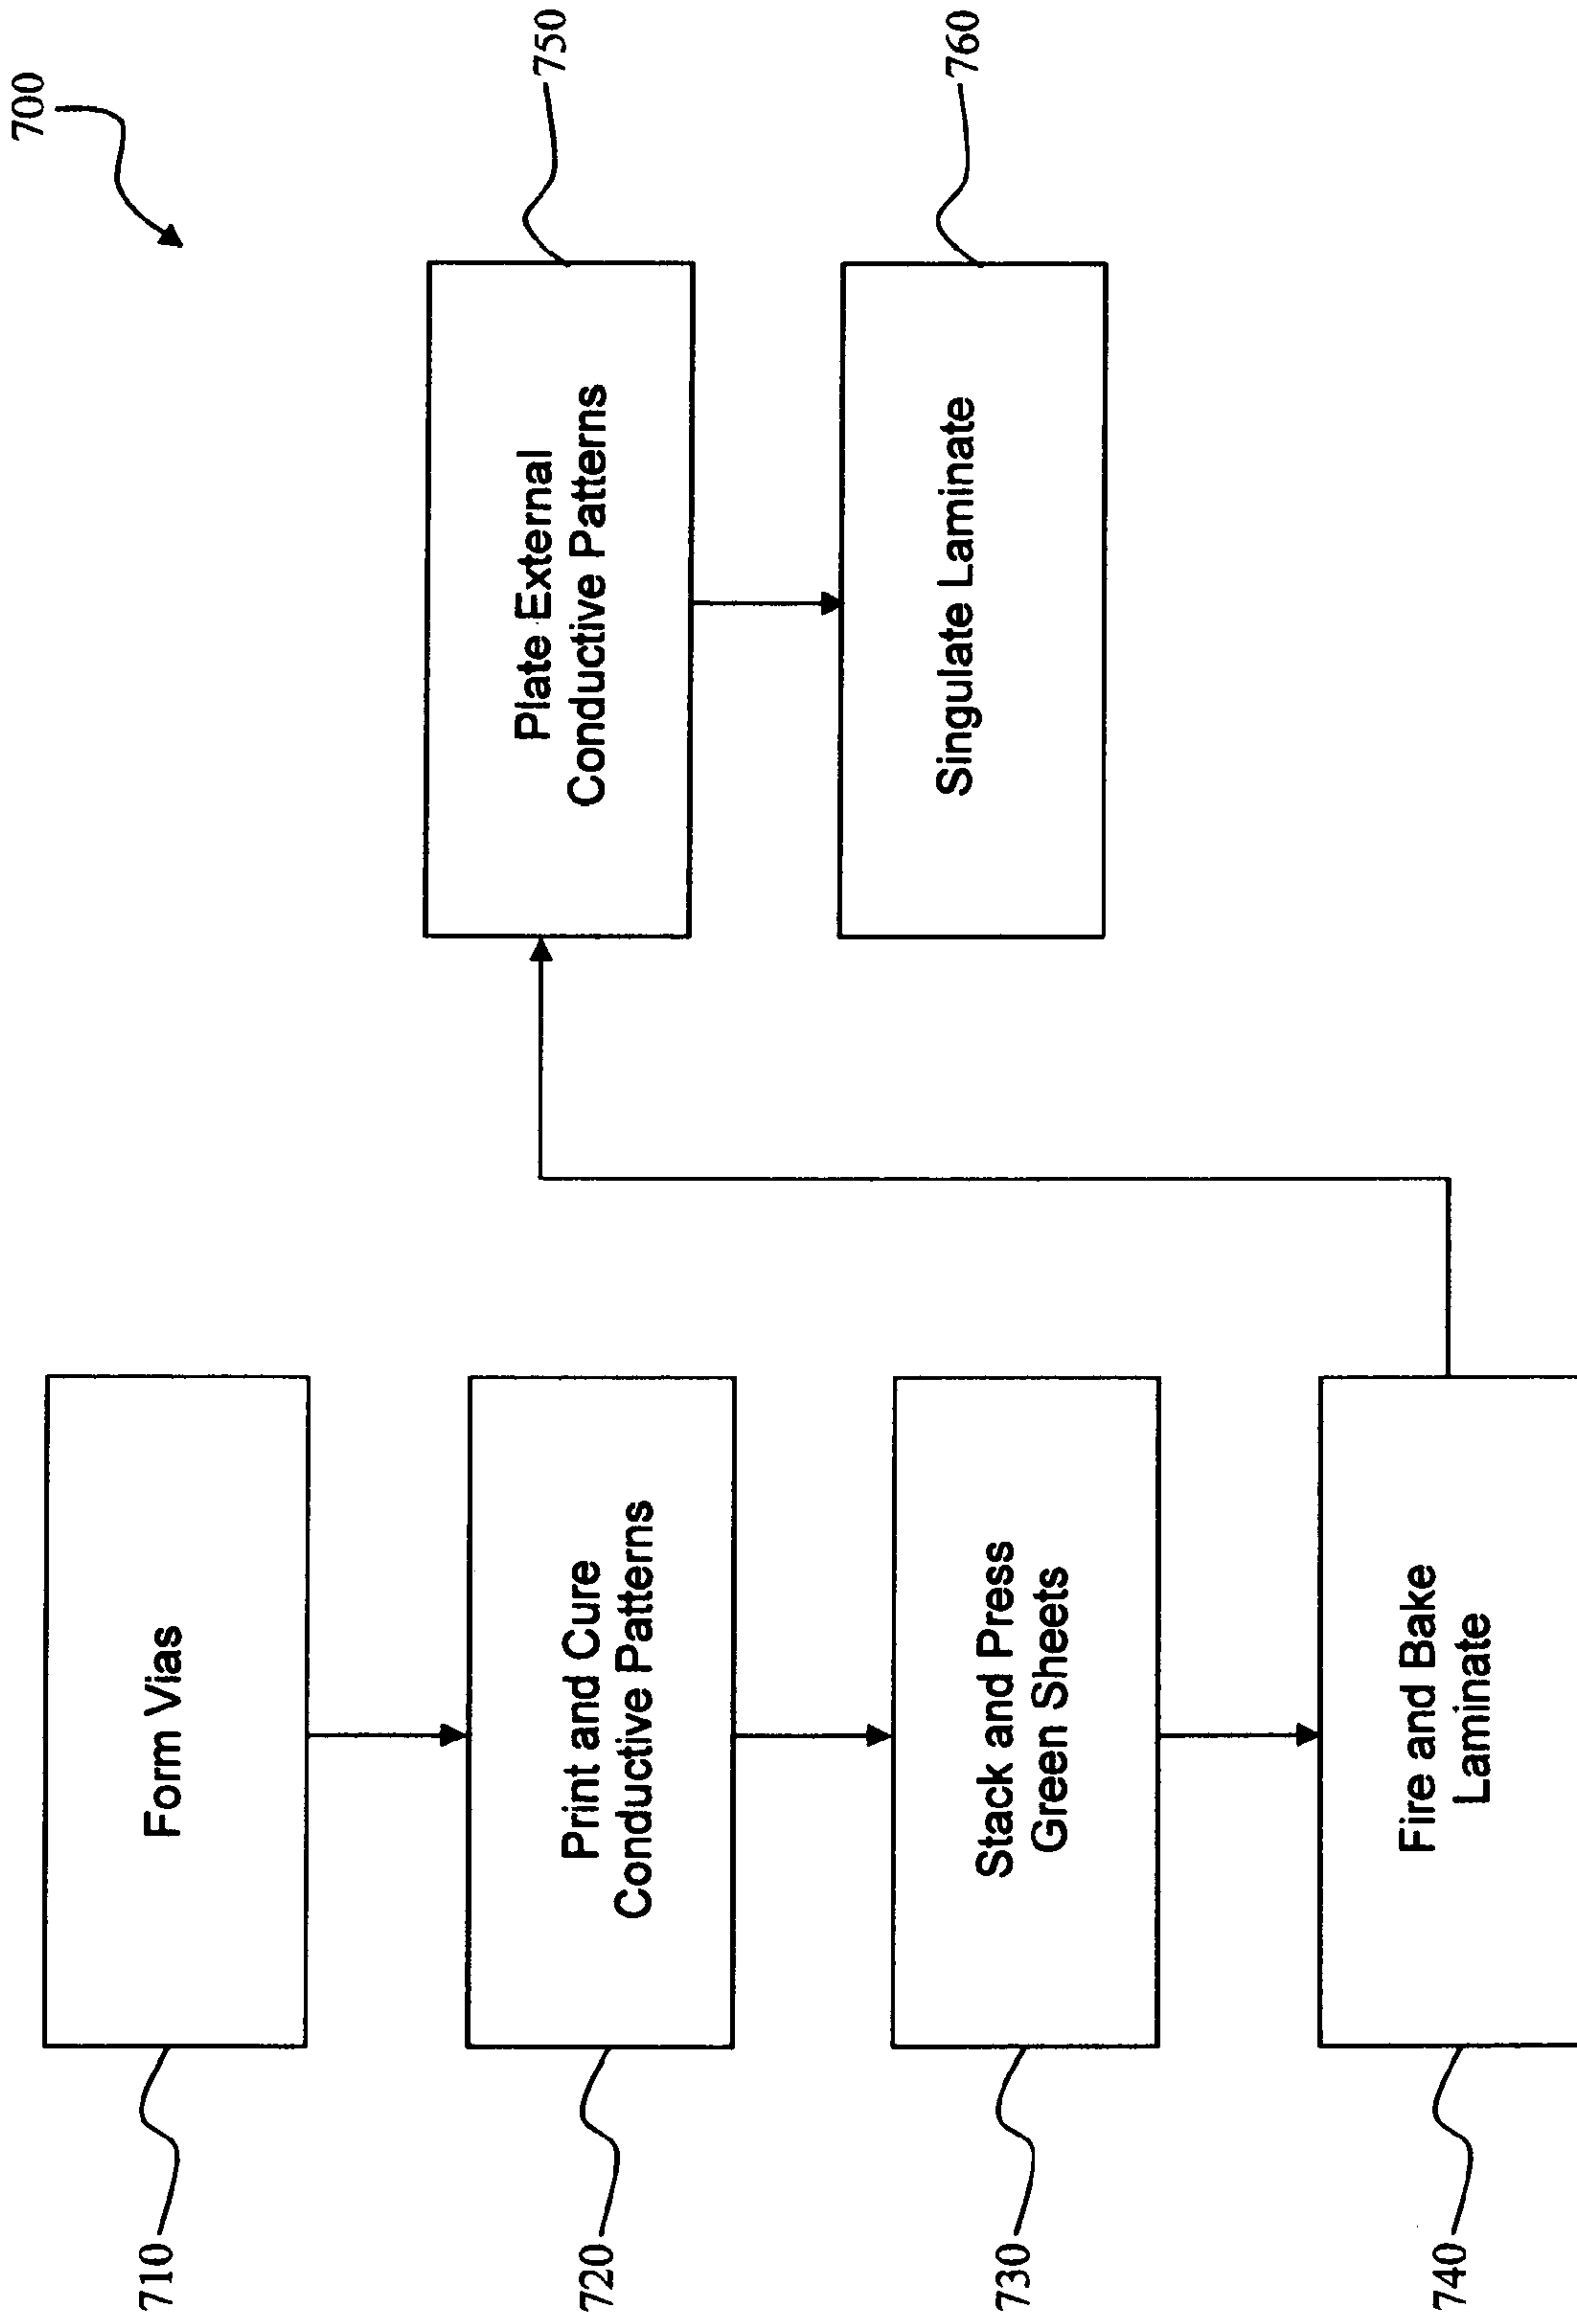 700
710
Form Vias
720
Print and Cure
Conductive Patterns
730
Stack and Press
Green Sheets
740
Fire and Bake
Laminate
Plate External
Conductive Patterns
750
Singulate Laminate
760